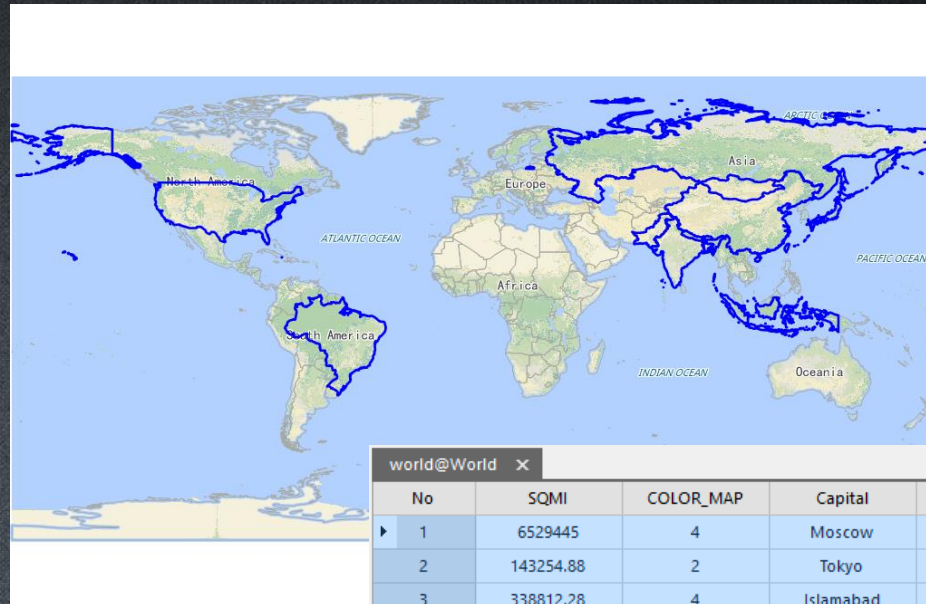 ARCTIC
Asia
North America
Europe
ATLANTIC OCEAN
PACIFIC OCEAN
Africa
South America
INDIAN OCEAN
Oceania
world@World ×
No SQMI COLOR_MAP Capital
1 6529445 4 Moscow
2 143254.88 2 Tokyo
3 338812.28 4 Islamabad